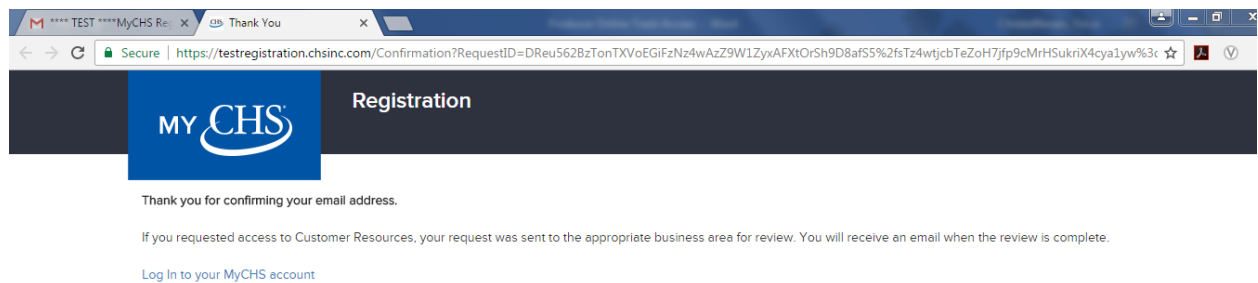 **** TEST ****MyCHS Re
Thank You
Secure | https://testregistration.chsinc.com/Confirmation?RequestID=DReu562BzTonTXVoEGiFzNz4wAzZ9W1ZyxAFXtOrSh9D8afS5%2fsTz4wtjcbTeZoH7jfp9cMrHSukriX4cya1yw%3c
MY CHS
Registration
Thank you for confirming your email address.
If you requested access to Customer Resources, your request was sent to the appropriate business area for review. You will receive an email when the review is complete.
Log In to your MyCHS account